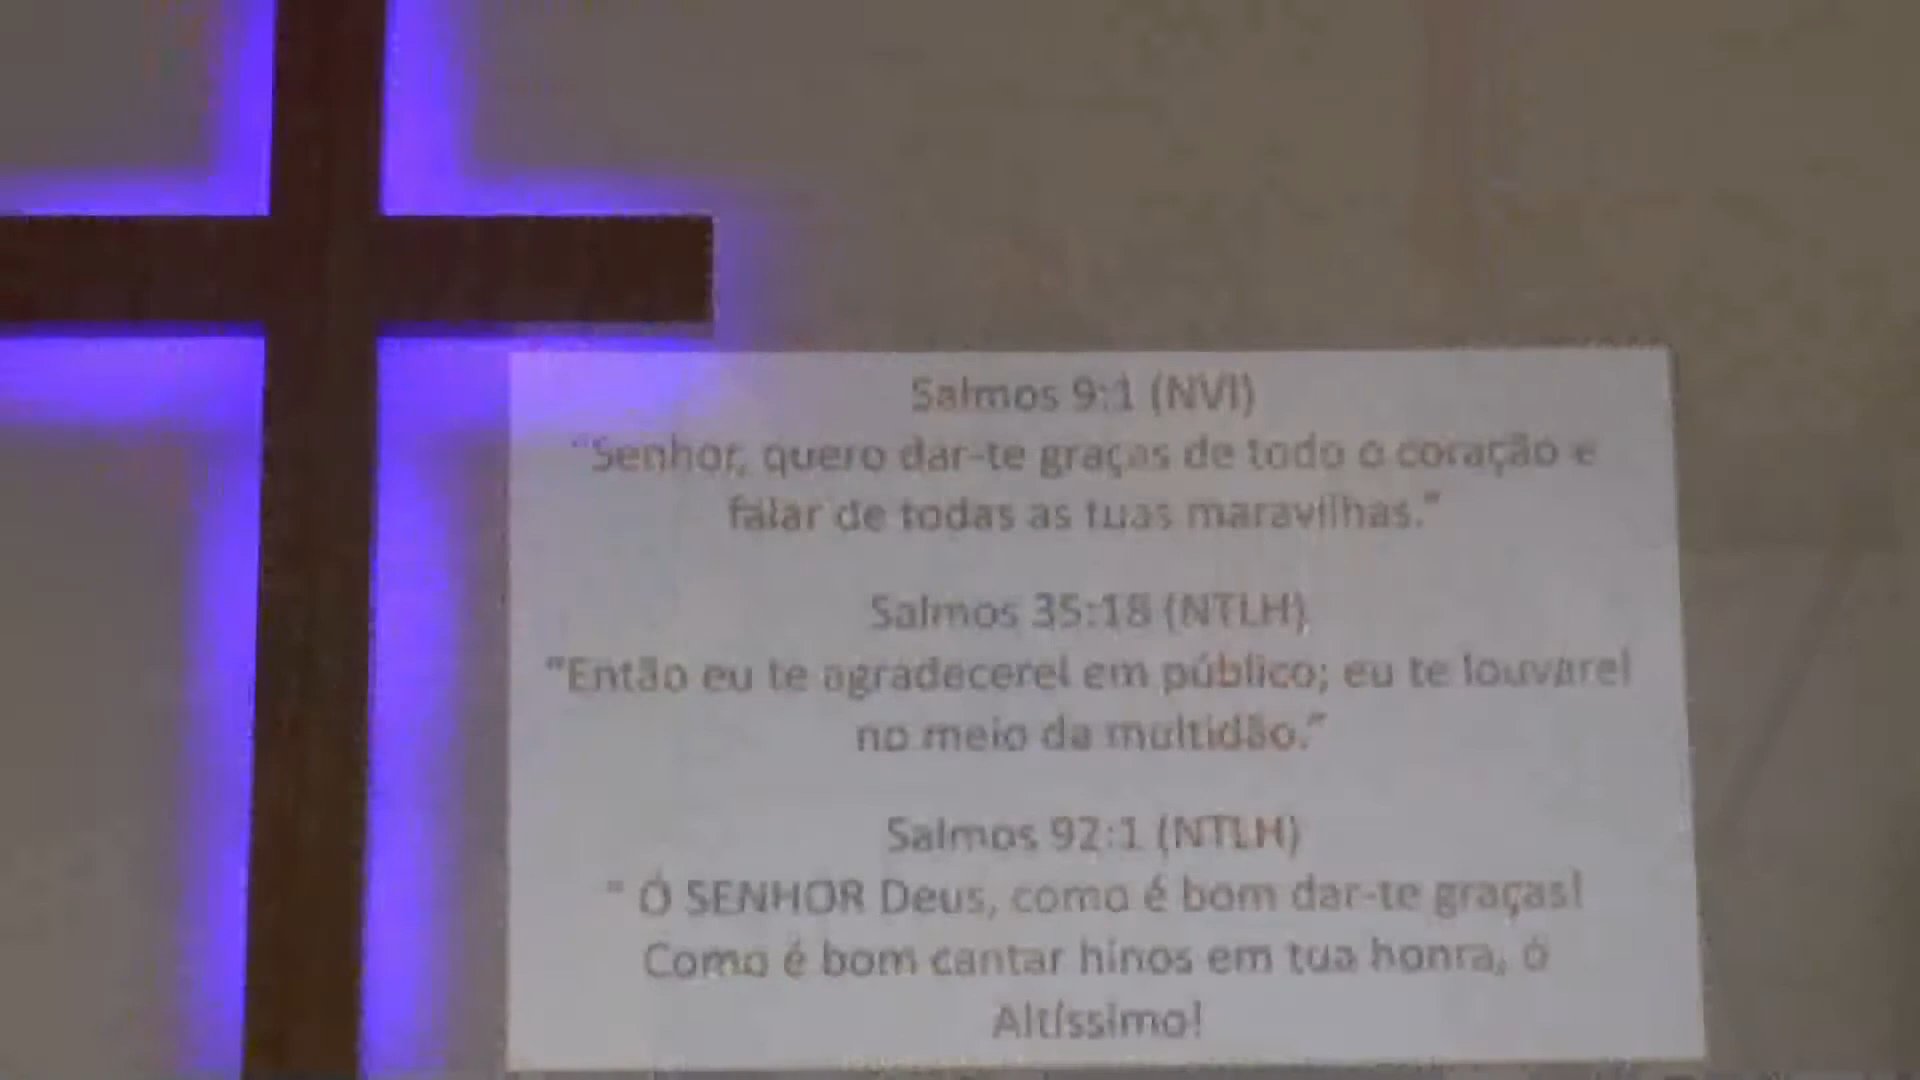 Salmos 9:1 (NVI)
"Senhor, quero dar-te graças de todo o coração e
falar de todas as tuas maravilhas."
Salmos 35:18 (NTLH)
"Então eu te agradecerei em público; eu te louvarei
no meio da multidão."
Salmos 92:1 (NTLH)
" Ó SENHOR Deus, como é bom dar-te graças!
Como é bom cantar hinos em tua honra, ó
Altíssimo!